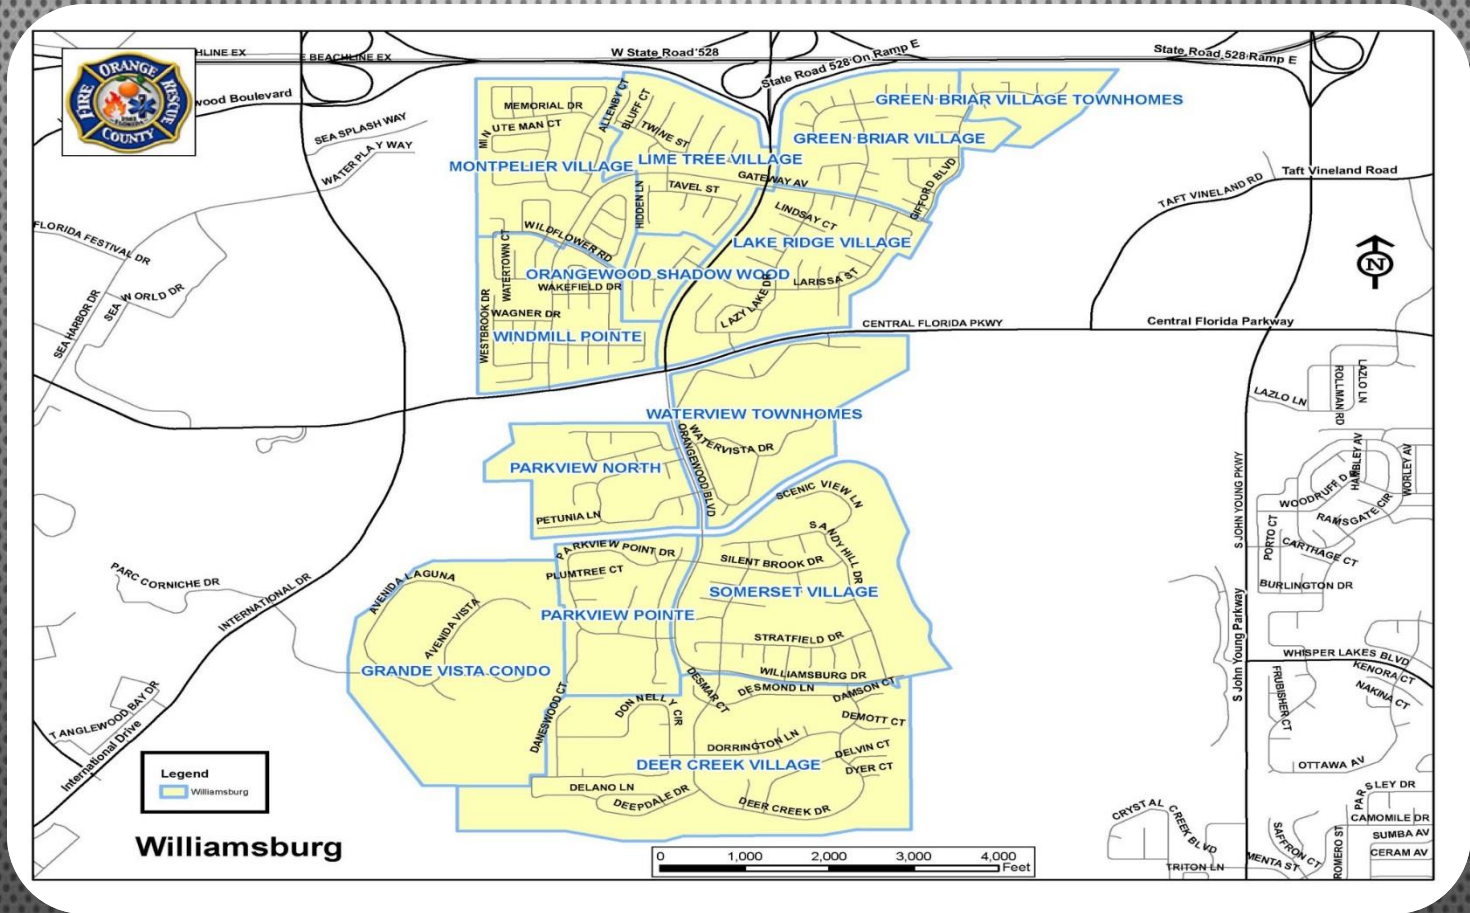 ORANGE
FIRE
RESCUE
COUNTY
HLINE EX
E BEACHLINE EX
W State Road 528
State Road 528 On Ramp E
State Road 528 Ramp E
wood Boulevard
SEA SPLASH WAY
WATER PLAY WAY
MEMORIAL DR
MIN
UTE MAN CT
ALLENBY CT
BLUFF CT
TWINE ST
GREEN BRIAR VILLAGE TOWNHOMES
GREEN BRIAR VILLAGE
MONTPELIER VILLAGE
LIME TREE VILLAGE
GATEWAY AV
TAVEL ST
HIDDEN LN
GIFFORD BLVD
Taft Vineland Road
TAFT VINELAND RD
N
LINDSAY CT
WILDFLOWER RD
LAKE RIDGE VILLAGE
FLORIDA FESTIVAL DR
WATERTOWN CT
ORANGEWOOD SHADOW WOOD
WAKEFIELD DR
LARISSA ST
LAZY LAKE DR
SEA WORLD DR
SEA HARBOR DR
WESTBROOK DR
WAGNER DR
WINDMILL POINTE
CENTRAL FLORIDA PKWY
Central Florida Parkway
LAZLO LN
ROLLMAN RD
LAZLO LN
WATERVIEW TOWNHOMES
WATERVISTA DR
ORANGEWOOD BLVD
PARKVIEW NORTH
PETUNIA LN
SCENIC VIEW LN
HAMBLEY AV
WORLEY AV
WOODRUFF D
RAMSGATE CIR
S JOHN YOUNG PKWY
PORTO CT
CARTHAGE CT
BURLINGTON DR
PARKVIEW POINT DR
PLUMTREE CT
SILENT BROOK DR
SANDY HILL DR
SOMERSET VILLAGE
PARKVIEW POINTE
PARC CORNICHE DR
INTERNATIONAL DR
AVENIDA LAGUNA
AVENIDA VISTA
GRANDE VISTA CONDO
STRATFIELD DR
WILLIAMSBURG DR
S John Young Parkway
WHISPER LAKES BLVD
KENORA CT
NAKINA CT
FRUBISHER CT
OTTAWA AV
DESMOND LN
DAMSON CT
DESMAR CT
DEMOTT CT
DONNELLY CIR
DANESWOOD CT
DORRINGTON LN
DELVIN CT
DEER CREEK VILLAGE
DYER CT
DELANO LN
DEEPDALE DR
DEER CREEK DR
TANGLEWOOD BAY DR
International Drive
Legend
Williamsburg
Williamsburg
0 1,000 2,000 3,000 4,000
Feet
CRYSTAL CREEK BLVD
TRITON LN
MENTA ST
SAFFRON CT
ROMERO ST
PARSLEY DR
CAMOMILE DR
SUMBA AV
CERAM AV